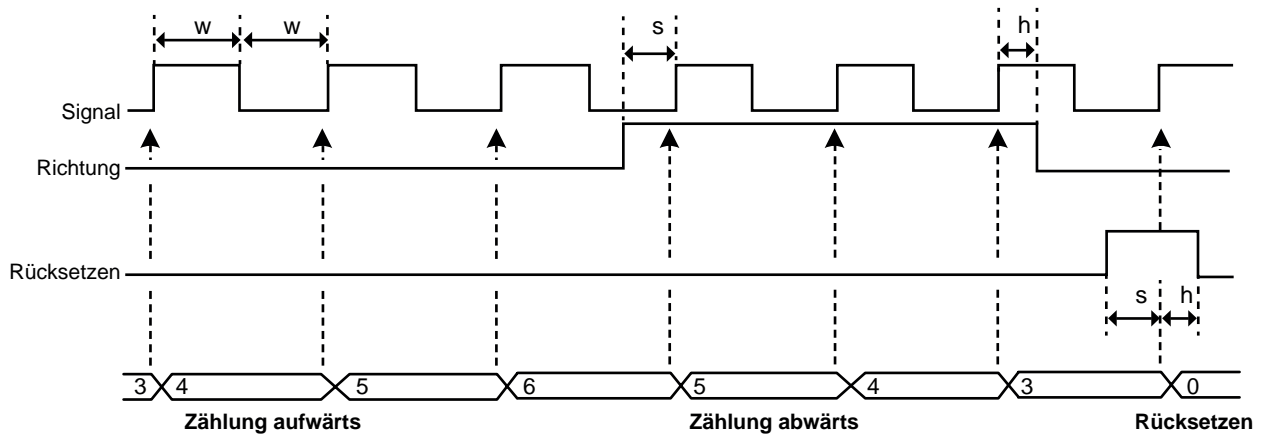 w w s h
Signal
Richtung
Rücksetzen
s h
3 4 5 6 5 4 3 0
Zählung aufwärts Zählung abwärts Rücksetzen